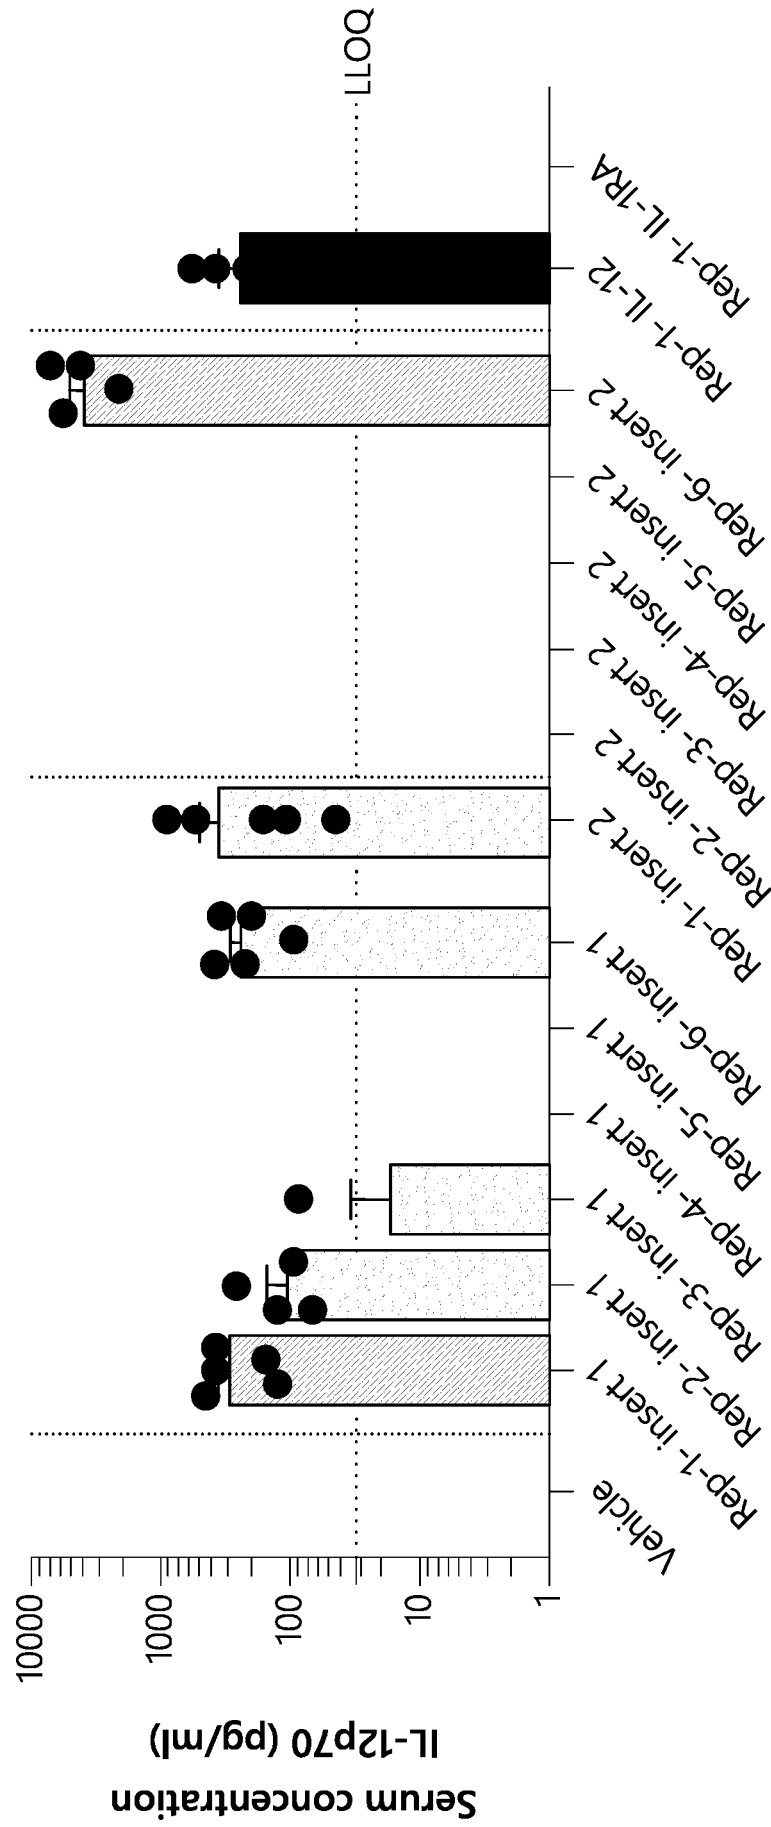 Serum concentration
IL-12p70 (pg/ml)
10000
1000
100
10
1
LLOQ
Vehicle
Rep-1- insert 1
Rep-2- insert 1
Rep-3- insert 1
Rep-4- insert 1
Rep-5- insert 1
Rep-6- insert 1
Rep-1- insert 2
Rep-2- insert 2
Rep-3- insert 2
Rep-4- insert 2
Rep-5- insert 2
Rep-6- insert 2
Rep-1- IL-12
Rep-1- IL-1RA